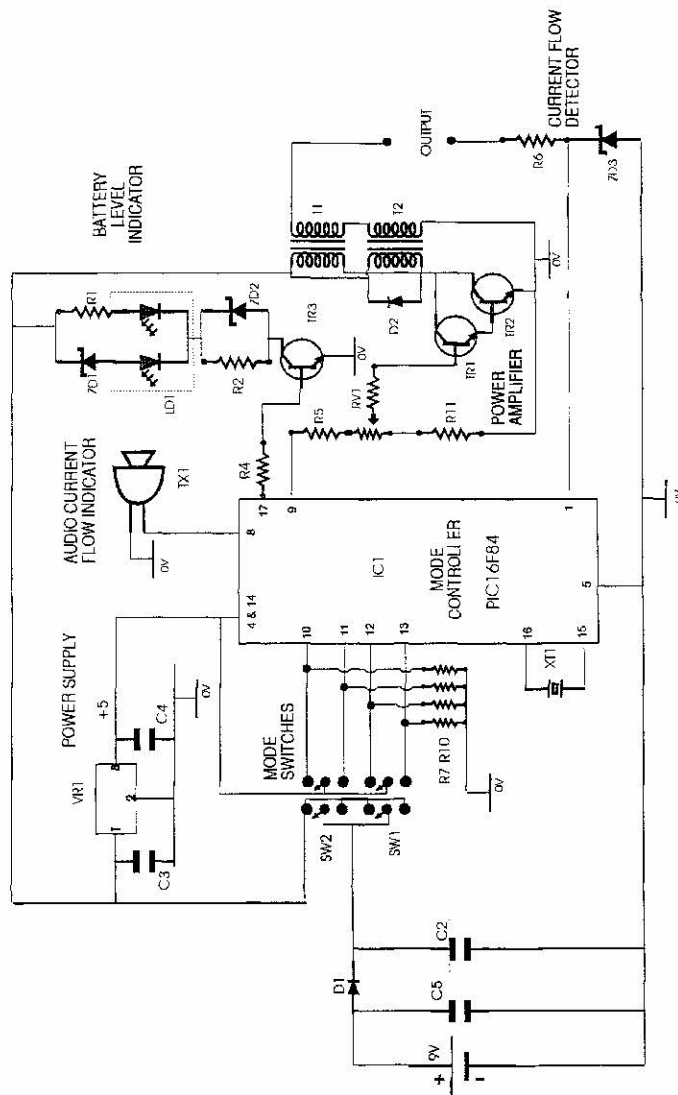 BATTERY
LEVEL
INDICATOR
CURRENT FLOW
DETECTOR
AUDIO CURRENT
FLOW INDICATOR
POWER SUPPLY
+5
VR1
1
2
8
C3
C4
0V
TX1
0V
R1
ZD1
LD1
ZD2
R2
TR3
0V
R4
T1
T2
D2
OUTPUT
R6
ZD3
TR1
TR2
0V
POWER
AMPLIFIER
RV1
R5
R11
4 & 14
8
17
9
1
5
10
11
12
13
16
15
IC1
MODE
CONTROLLER
PIC16F84
XT1
MODE
SWITCHES
SW2
SW1
R7 R10
0V
0V
D1
C2
C5
9V
+
-